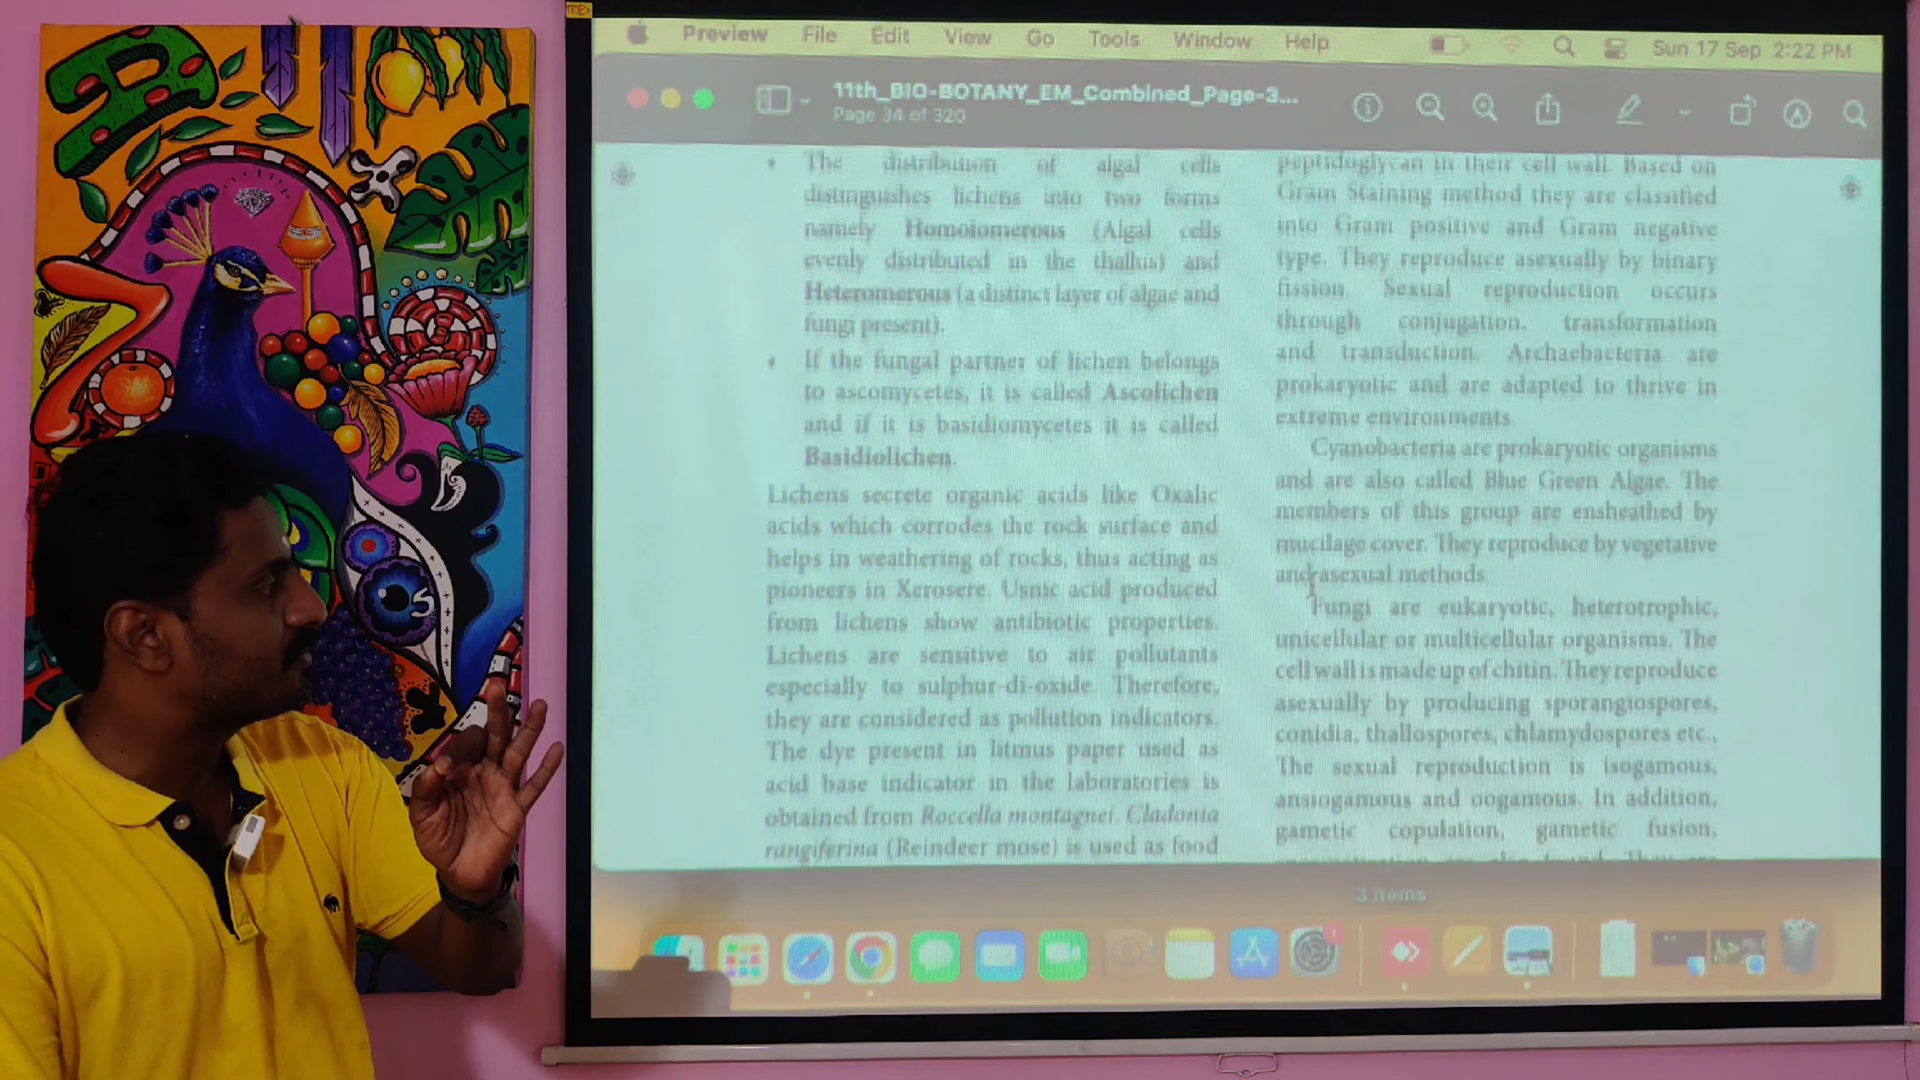 Preview File Edit View Go Tools Window Help Sun 17 Sep 2:22 PM
11th_BIO-BOTANY_EM_Combined_Page-3...
Page 34 of 320
• The distribution of algal cells
distinguishes lichens into two forms
namely Homoiomerous (Algal cells
evenly distributed in the thallus) and
Heteromerous (a distinct layer of algae and
fungi present).
• If the fungal partner of lichen belongs
to ascomycetes, it is called Ascolichen
and if it is basidiomycetes it is called
Basidiolichen.
Lichens secrete organic acids like Oxalic
acids which corrodes the rock surface and
helps in weathering of rocks, thus acting as
pioneers in Xerosere. Usnic acid produced
from lichens show antibiotic properties.
Lichens are sensitive to air pollutants
especially to sulphur-di-oxide. Therefore,
they are considered as pollution indicators.
The dye present in litmus paper used as
acid base indicator in the laboratories is
obtained from Roccella montagnei. Cladonia
rangiferina (Reindeer mose) is used as food
peptidoglycan in their cell wall. Based on
Gram Staining method they are classified
into Gram positive and Gram negative
type. They reproduce asexually by binary
fission. Sexual reproduction occurs
through conjugation, transformation
and transduction. Archaebacteria are
prokaryotic and are adapted to thrive in
extreme environments.
Cyanobacteria are prokaryotic organisms
and are also called Blue Green Algae. The
members of this group are ensheathed by
mucilage cover. They reproduce by vegetative
and asexual methods.
Fungi are eukaryotic, heterotrophic,
unicellular or multicellular organisms. The
cell wall is made up of chitin. They reproduce
asexually by producing sporangiospores,
conidia, thallospores, chlamydospores etc.,
The sexual reproduction is isogamous,
ansiogamous and oogamous. In addition,
gametic copulation, gametic fusion,
3 items